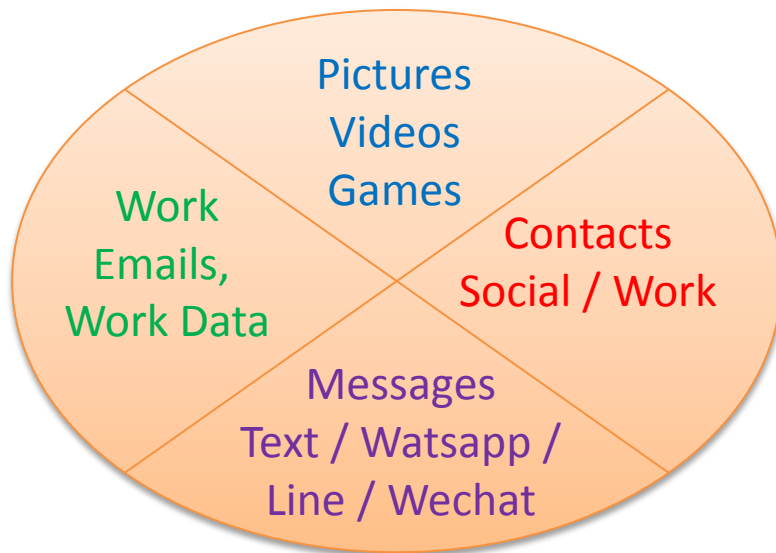 Pictures
Videos
Games
Work
Emails,
Work Data
Contacts
Social / Work
Messages
Text / Watsapp /
Line / Wechat